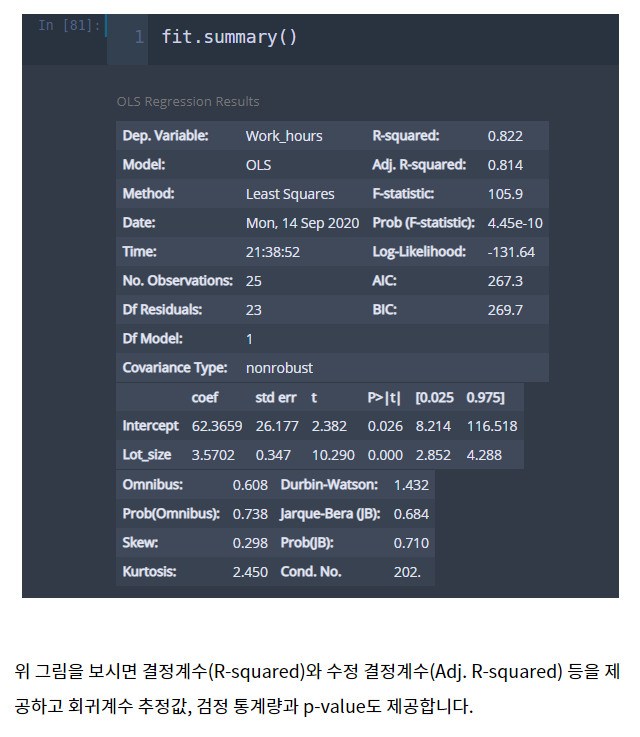 In [81]:
1 fit.summary()
OLS Regression Results
Dep. Variable: Work_hours R-squared: 0.822
Model: OLS Adj. R-squared: 0.814
Method: Least Squares F-statistic: 105.9
Date: Mon, 14 Sep 2020 Prob (F-statistic): 4.45e-10
Time: 21:38:52 Log-Likelihood: -131.64
No. Observations: 25 AIC: 267.3
Df Residuals: 23 BIC: 269.7
Df Model: 1
Covariance Type: nonrobust
coef std err t P>|t| [0.025 0.975]
Intercept 62.3659 26.177 2.382 0.026 8.214 116.518
Lot_size 3.5702 0.347 10.290 0.000 2.852 4.288
Omnibus: 0.608 Durbin-Watson: 1.432
Prob(Omnibus): 0.738 Jarque-Bera (JB): 0.684
Skew: 0.298 Prob(JB): 0.710
Kurtosis: 2.450 Cond. No. 202.
위 그림을 보시면 결정계수(R-squared)와 수정 결정계수(Adj. R-squared) 등을 제
공하고 회귀계수 추정값, 검정 통계량과 p-value도 제공합니다.